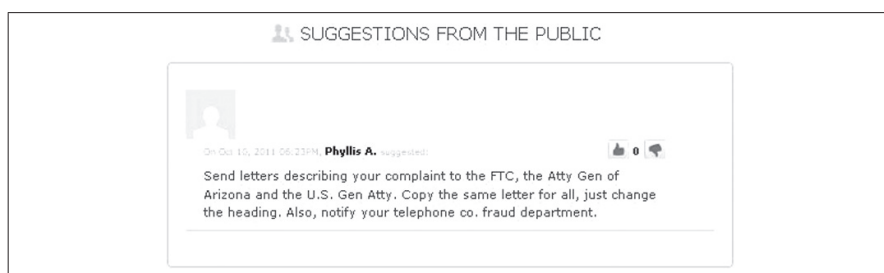 SUGGESTIONS FROM THE PUBLIC
On Oct 10, 2011 06:23PM, Phyllis A. suggested:
0
Send letters describing your complaint to the FTC, the Atty Gen of
Arizona and the U.S. Gen Atty. Copy the same letter for all, just change
the heading. Also, notify your telephone co. fraud department.